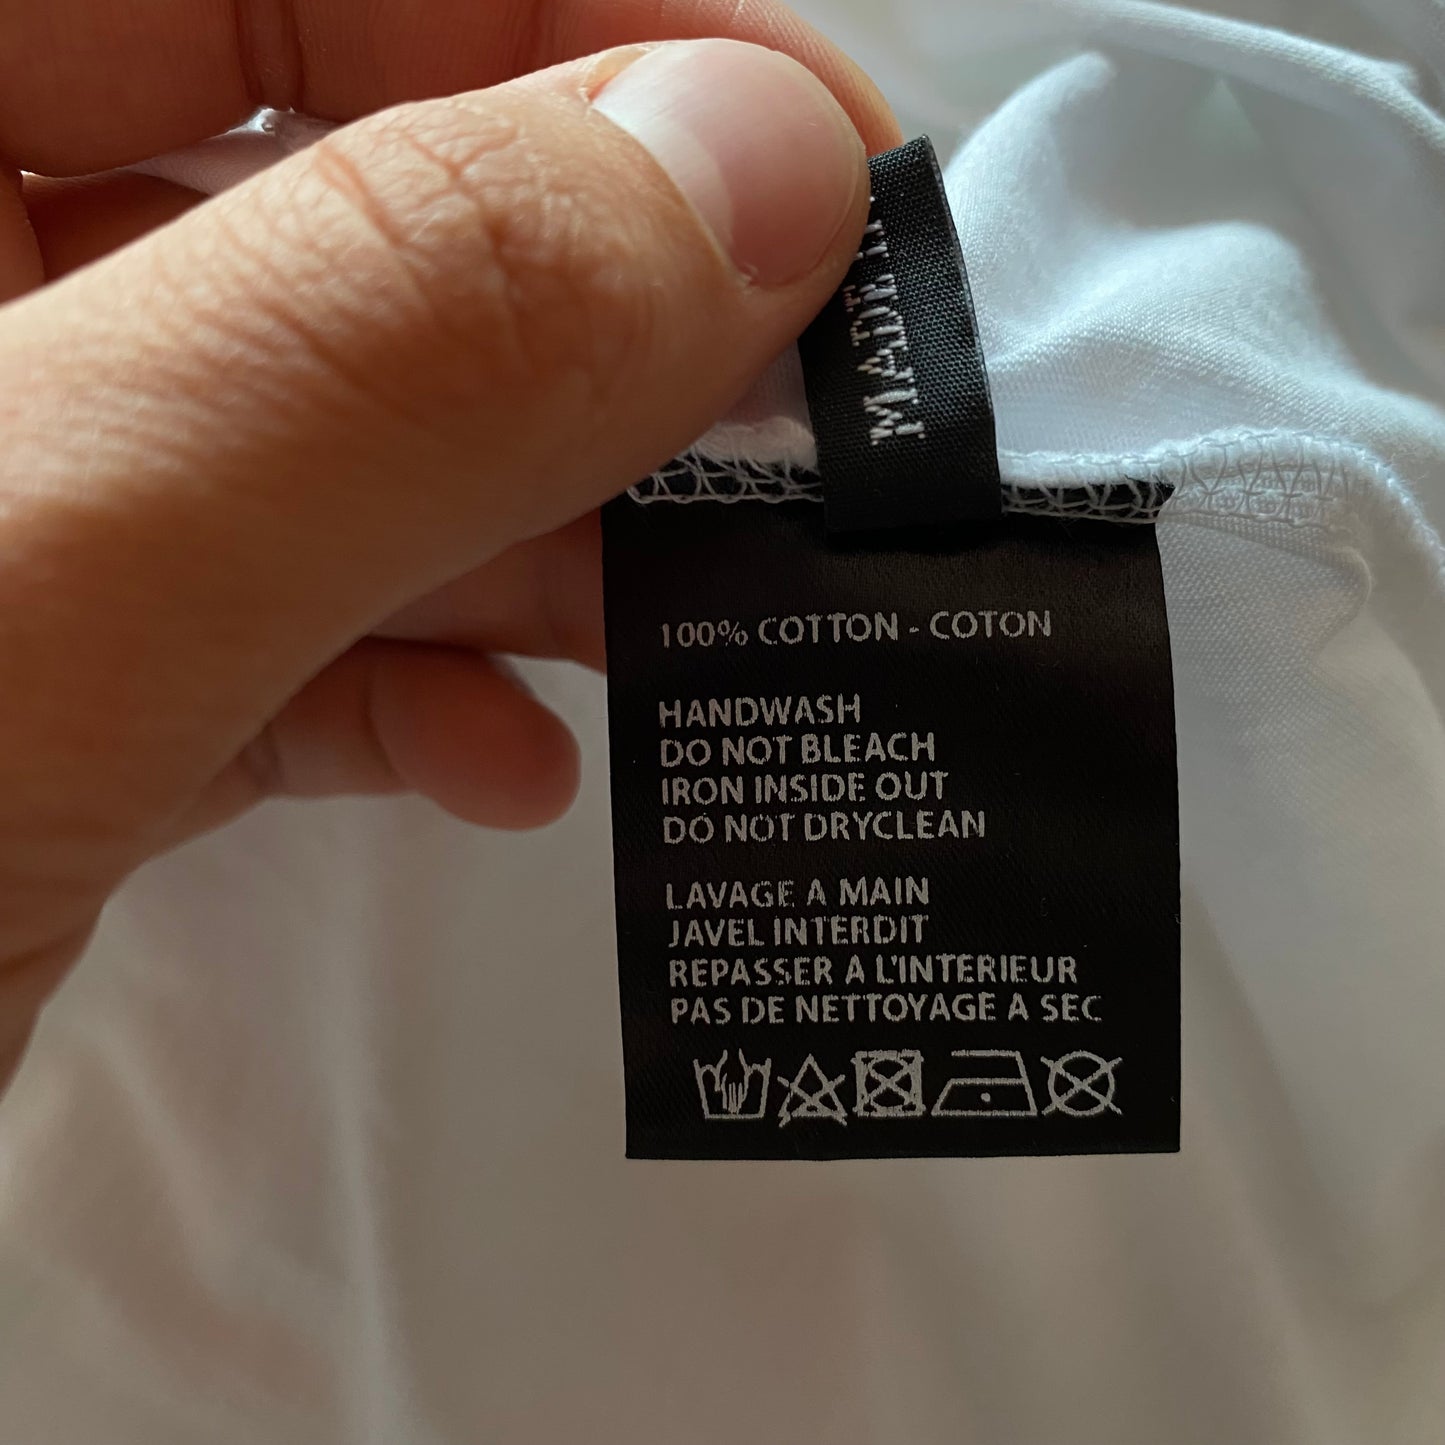 MADE
100% COTTON - COTON
HANDWASH
DO NOT BLEACH
IRON INSIDE OUT
DO NOT DRYCLEAN
LAVAGE A MAIN
JAVEL INTERDIT
REPASSER A L'INTERIEUR
PAS DE NETTOYAGE A SEC